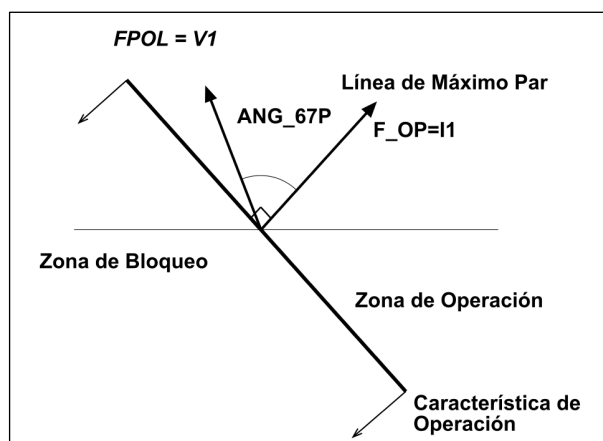 FPOL = V1
Línea de Máximo Par
ANG_67P
F_OP=I1
Zona de Bloqueo
Zona de Operación
Característica de
Operación